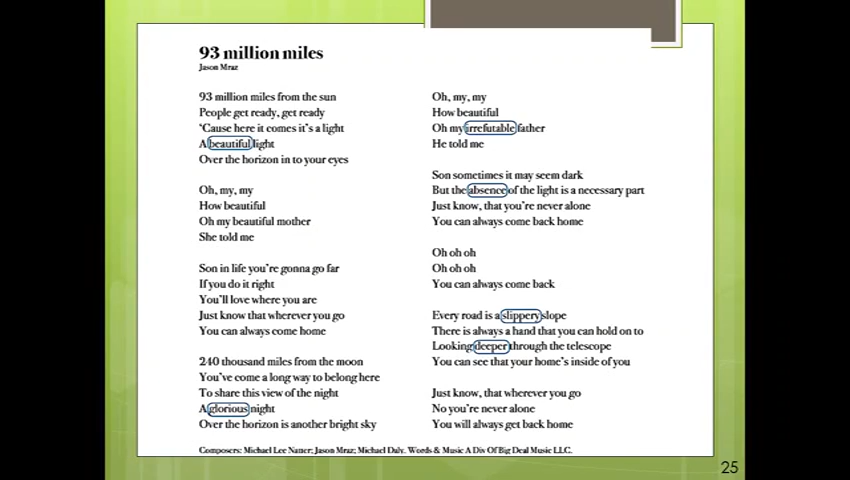 93 million miles
Jason Mraz
93 million miles from the sun
People get ready, get ready
'Cause here it comes it's a light
A beautiful light
Over the horizon in to your eyes
Oh, my, my
How beautiful
Oh my beautiful mother
She told me
Son in life you're gonna go far
If you do it right
You'll love where you are
Just know that wherever you go
You can always come home
240 thousand miles from the moon
You've come a long way to belong here
To share this view of the night
A glorious night
Over the horizon is another bright sky
Oh, my, my
How beautiful
Oh my irrefutable father
He told me
Son sometimes it may seem dark
But the absence of the light is a necessary part
Just know, that you're never alone
You can always come back home
Oh oh oh
Oh oh oh
You can always come back
Every road is a slippery slope
There is always a hand that you can hold on to
Looking deeper through the telescope
You can see that your home's inside of you
Just know, that wherever you go
No you're never alone
You will always get back home
Composers: Michael Lee Natter; Jason Mraz; Michael Daly. Words & Music A Div Of Big Deal Music LLC.
25